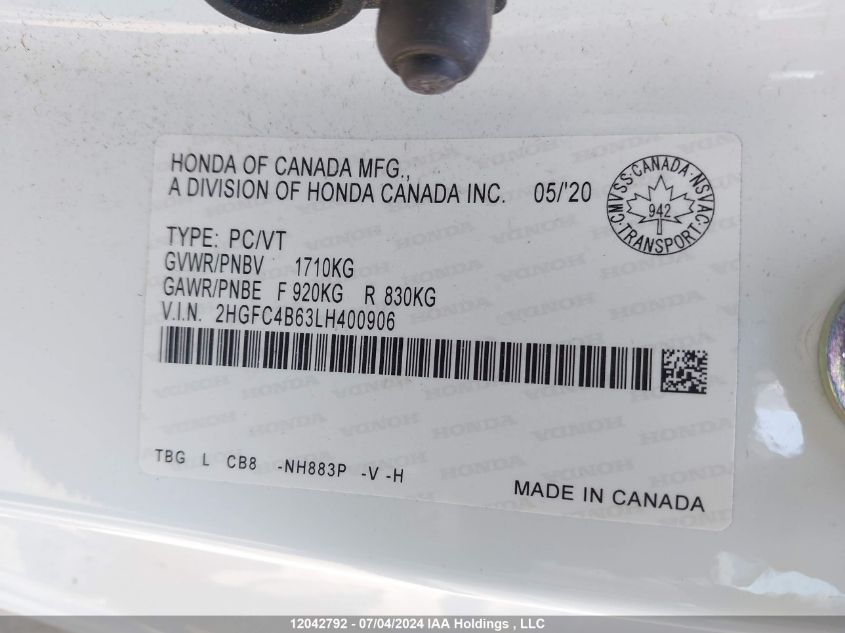 HONDA OF CANADA MFG.,
A DIVISION OF HONDA CANADA INC. 05/'20
CMVSS-CANADA-NSVAC
942
TRANSPORT
TYPE: PC/VT
GVWR/PNBV 1710KG
GAWR/PNBE F 920KG R 830KG
V.I.N. 2HGFC4B63LH400906
TBG L CB8 -NH883P -V -H
MADE IN CANADA
12042792 - 07/04/2024 IAA Holdings , LLC